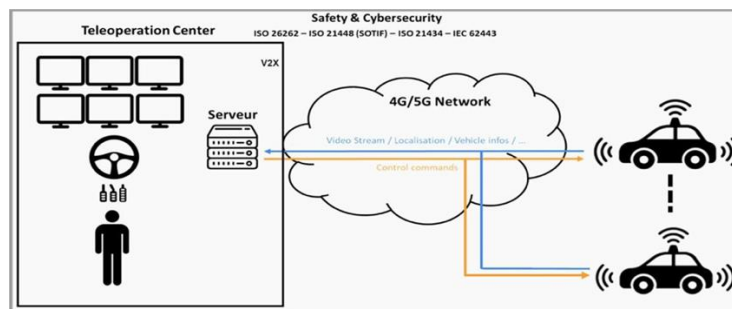 Safety & Cybersecurity
Teleoperation Center
ISO 26262 – ISO 21448 (SOTIF) – ISO 21434 – IEC 62443
V2X
Serveur
4G/5G Network
Video Stream / Localisation / Vehicle infos / ...
Control commands